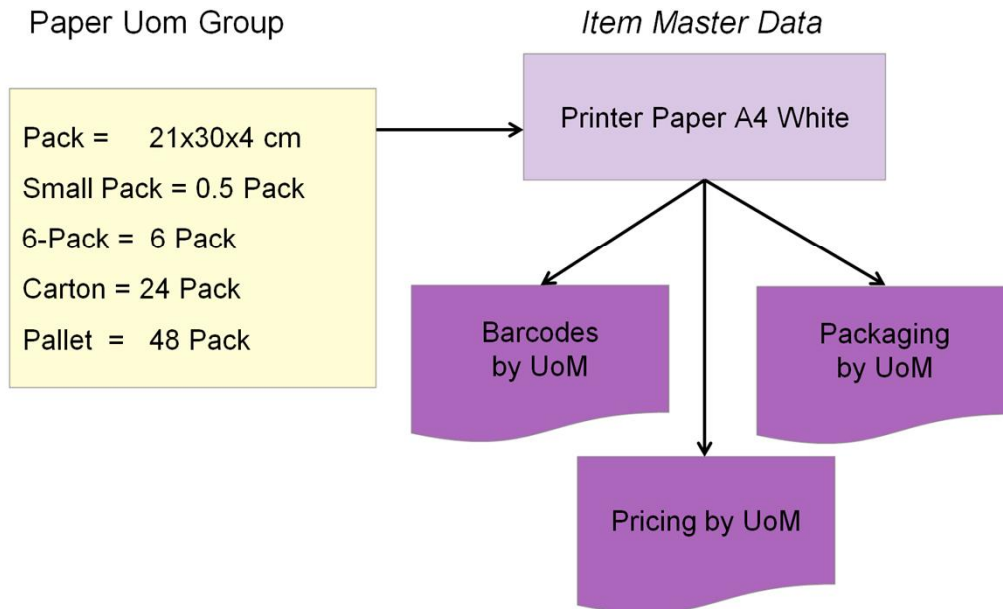 Paper Uom Group
Pack = 21x30x4 cm
Small Pack = 0.5 Pack
6-Pack = 6 Pack
Carton = 24 Pack
Pallet = 48 Pack
Item Master Data
Printer Paper A4 White
Barcodes
by UoM
Packaging
by UoM
Pricing by UoM